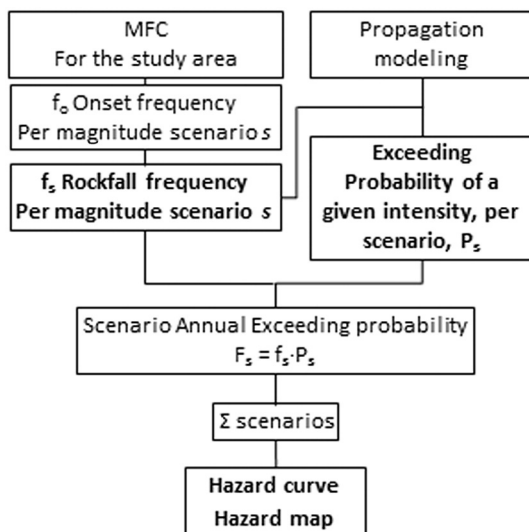 MFC
For the study area
Propagation
modeling
fₒ Onset frequency
Per magnitude scenario s
fₛ Rockfall frequency
Per magnitude scenario s
Exceeding
Probability of a
given intensity, per
scenario, Pₛ
Scenario Annual Exceeding probability
Fₛ = fₛ·Pₛ
Σ scenarios
Hazard curve
Hazard map